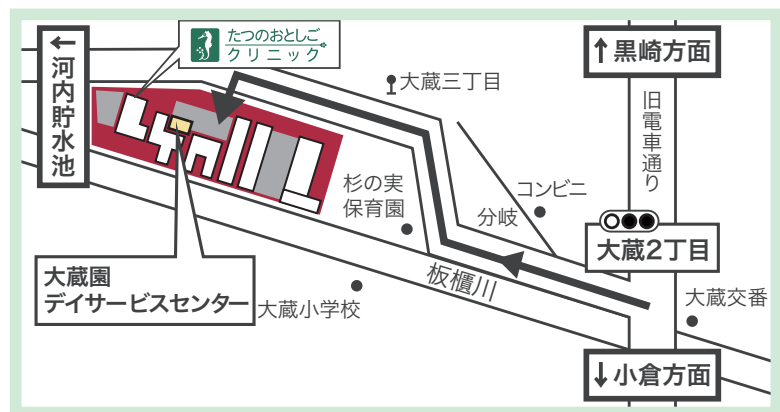 たつのおとしご
クリニック
←河内貯水池
↑黒崎方面
大蔵三丁目
旧電車通り
コンビニ
杉の実
保育園
分岐
大蔵2丁目
大蔵園
デイサービスセンター
板櫃川
大蔵小学校
大蔵交番
↓小倉方面